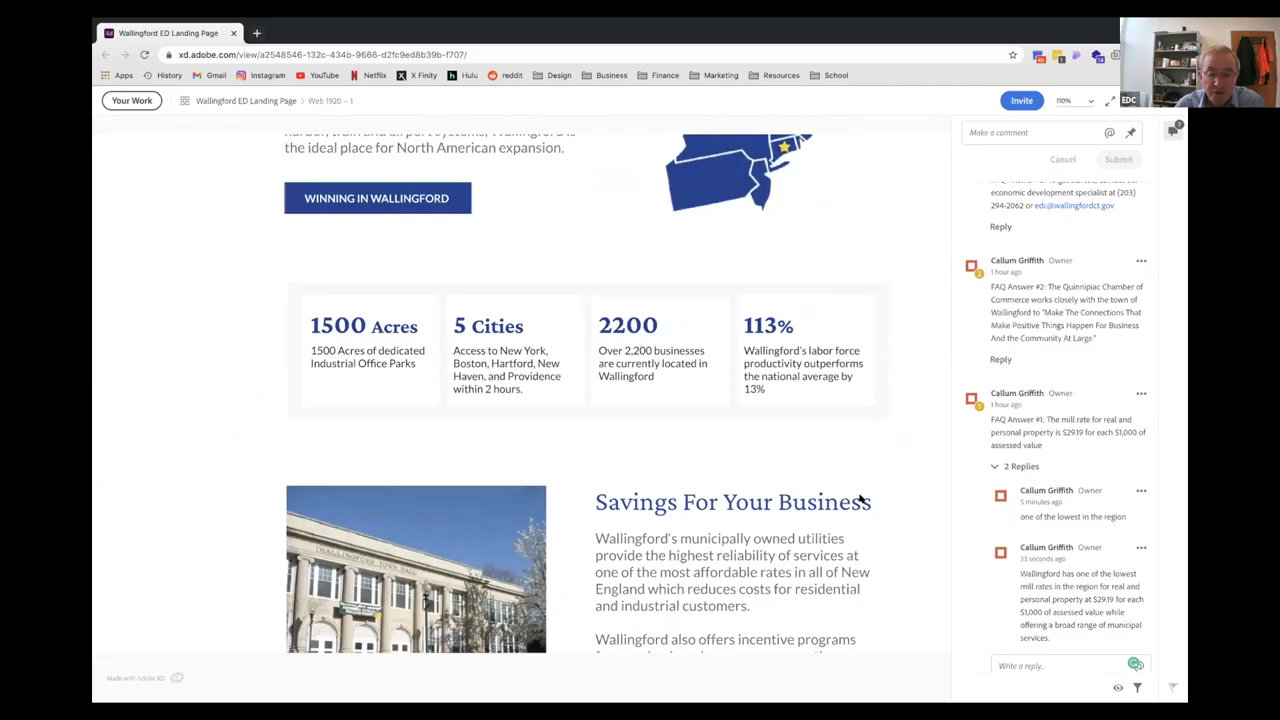 Wallingford ED Landing Page
xd.adobe.com/view/a2548546-132c-434b-9666-d2fc9ed8b39b-f707/
Apps History Gmail Instagram YouTube Netflix X Finity Hulu reddit Design Business Finance Marketing Resources School
EDC
Your Work Wallingford ED Landing Page > Web 1920 – 1 Invite 110%
the ideal place for North American expansion.
WINNING IN WALLINGFORD
1500 Acres
1500 Acres of dedicated
Industrial Office Parks
5 Cities
Access to New York,
Boston, Hartford, New
Haven, and Providence
within 2 hours.
2200
Over 2,200 businesses
are currently located in
Wallingford
113%
Wallingford's labor force
productivity outperforms
the national average by
13%
WALLINGFORD TOWN HALL
Savings For Your Business
Wallingford's municipally owned utilities
provide the highest reliability of services at
one of the most affordable rates in all of New
England which reduces costs for residential
and industrial customers.
Wallingford also offers incentive programs
Made with Adobe XD
Make a comment @
Cancel Submit
economic development specialist at (203)
294-2062 or edc@wallingfordct.gov
Reply
Callum Griffith Owner
1 hour ago
FAQ Answer #2: The Quinnipiac Chamber of
Commerce works closely with the town of
Wallingford to "Make The Connections That
Make Positive Things Happen For Business
And the Community At Large."
Reply
Callum Griffith Owner
1 hour ago
FAQ Answer #1: The mill rate for real and
personal property is $29.19 for each $1,000 of
assessed value
2 Replies
Callum Griffith Owner
5 minutes ago
one of the lowest in the region
Callum Griffith Owner
33 seconds ago
Wallingford has one of the lowest
mill rates in the region for real and
personal property at $29.19 for each
$1,000 of assessed value while
offering a broad range of municipal
services.
Write a reply..